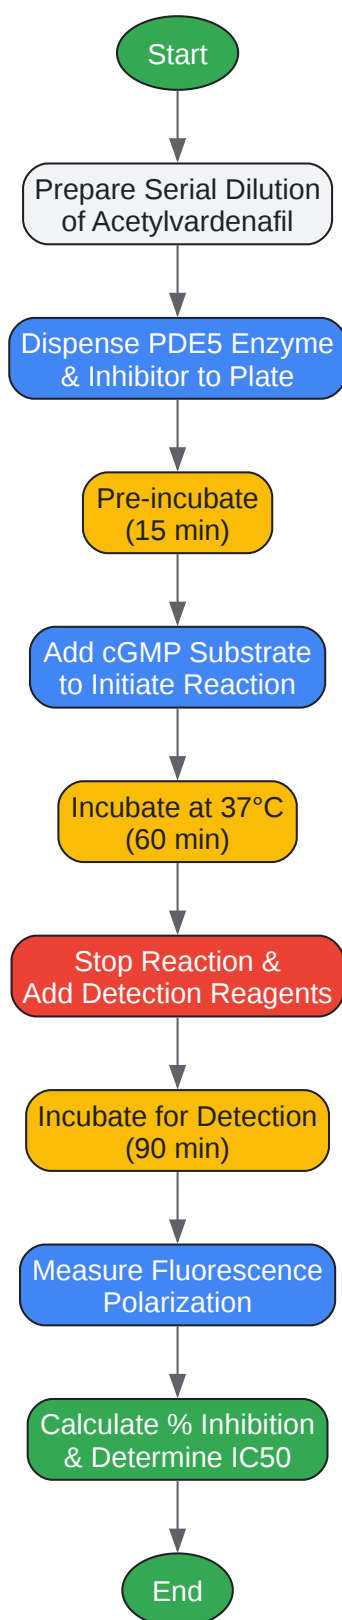 Start
Prepare Serial Dilution
of Acetylvardenafil
Dispense PDE5 Enzyme
& Inhibitor to Plate
Pre-incubate
(15 min)
Add cGMP Substrate
to Initiate Reaction
Incubate at 37°C
(60 min)
Stop Reaction &
Add Detection Reagents
Incubate for Detection
(90 min)
Measure Fluorescence
Polarization
Calculate % Inhibition
& Determine IC50
End